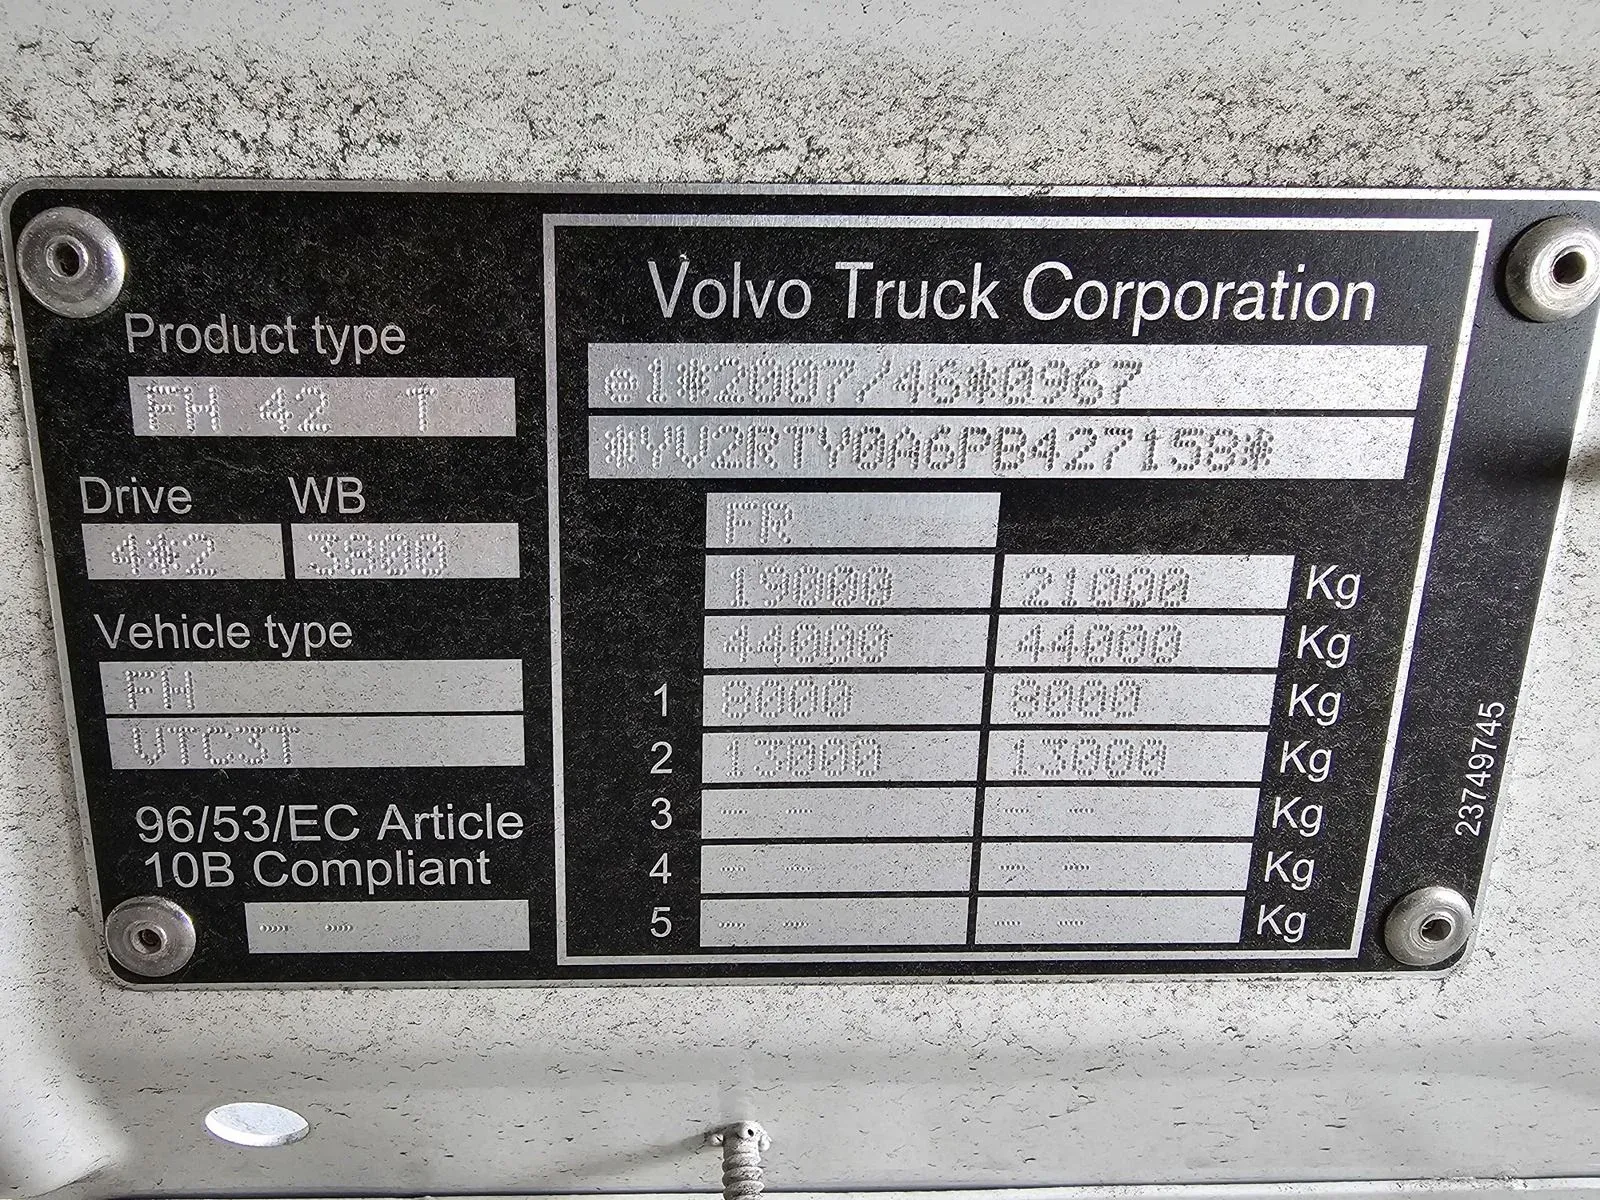 Volvo Truck Corporation
Product type
FH 42 T
e1*2007/46*0967
*YV2RTY0A6PB427158*
Drive WB
4*2 3800
FR
19000 21000 Kg
Vehicle type
FH
VTC3T
44000 44000 Kg
1 8000 8000 Kg
2 13000 13000 Kg
3 -- -- -- -- Kg
4 -- -- -- -- Kg
5 -- -- -- -- Kg
96/53/EC Article
10B Compliant
-- --
23749745